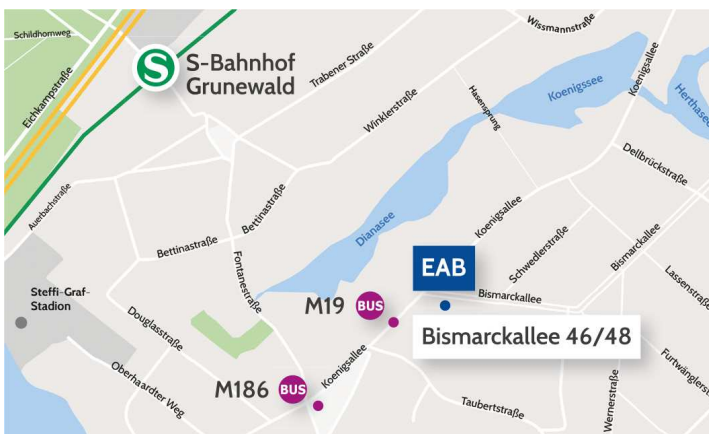 Schildhornweg
Wissmannstraße
Eichkampstraße
S
S-Bahnhof
Grunewald
Trabener Straße
Koenigsallee
Koenigssee
Herthasee
Winklerstraße
Hasensprung
Dellbrückstraße
Auerbachstraße
Bettinastraße
Bettinastraße
Dianasee
Koenigsallee
Schwedlerstraße
Bismarckallee
Fontanestraße
EAB
Lassenstraße
Steffi-Graf-
Stadion
Douglasstraße
M19
BUS
Bismarckallee
Bismarckallee 46/48
Oberhaardter Weg
Koenigsallee
M186
BUS
Taubertstraße
Wernerstraße
Furtwänglerst